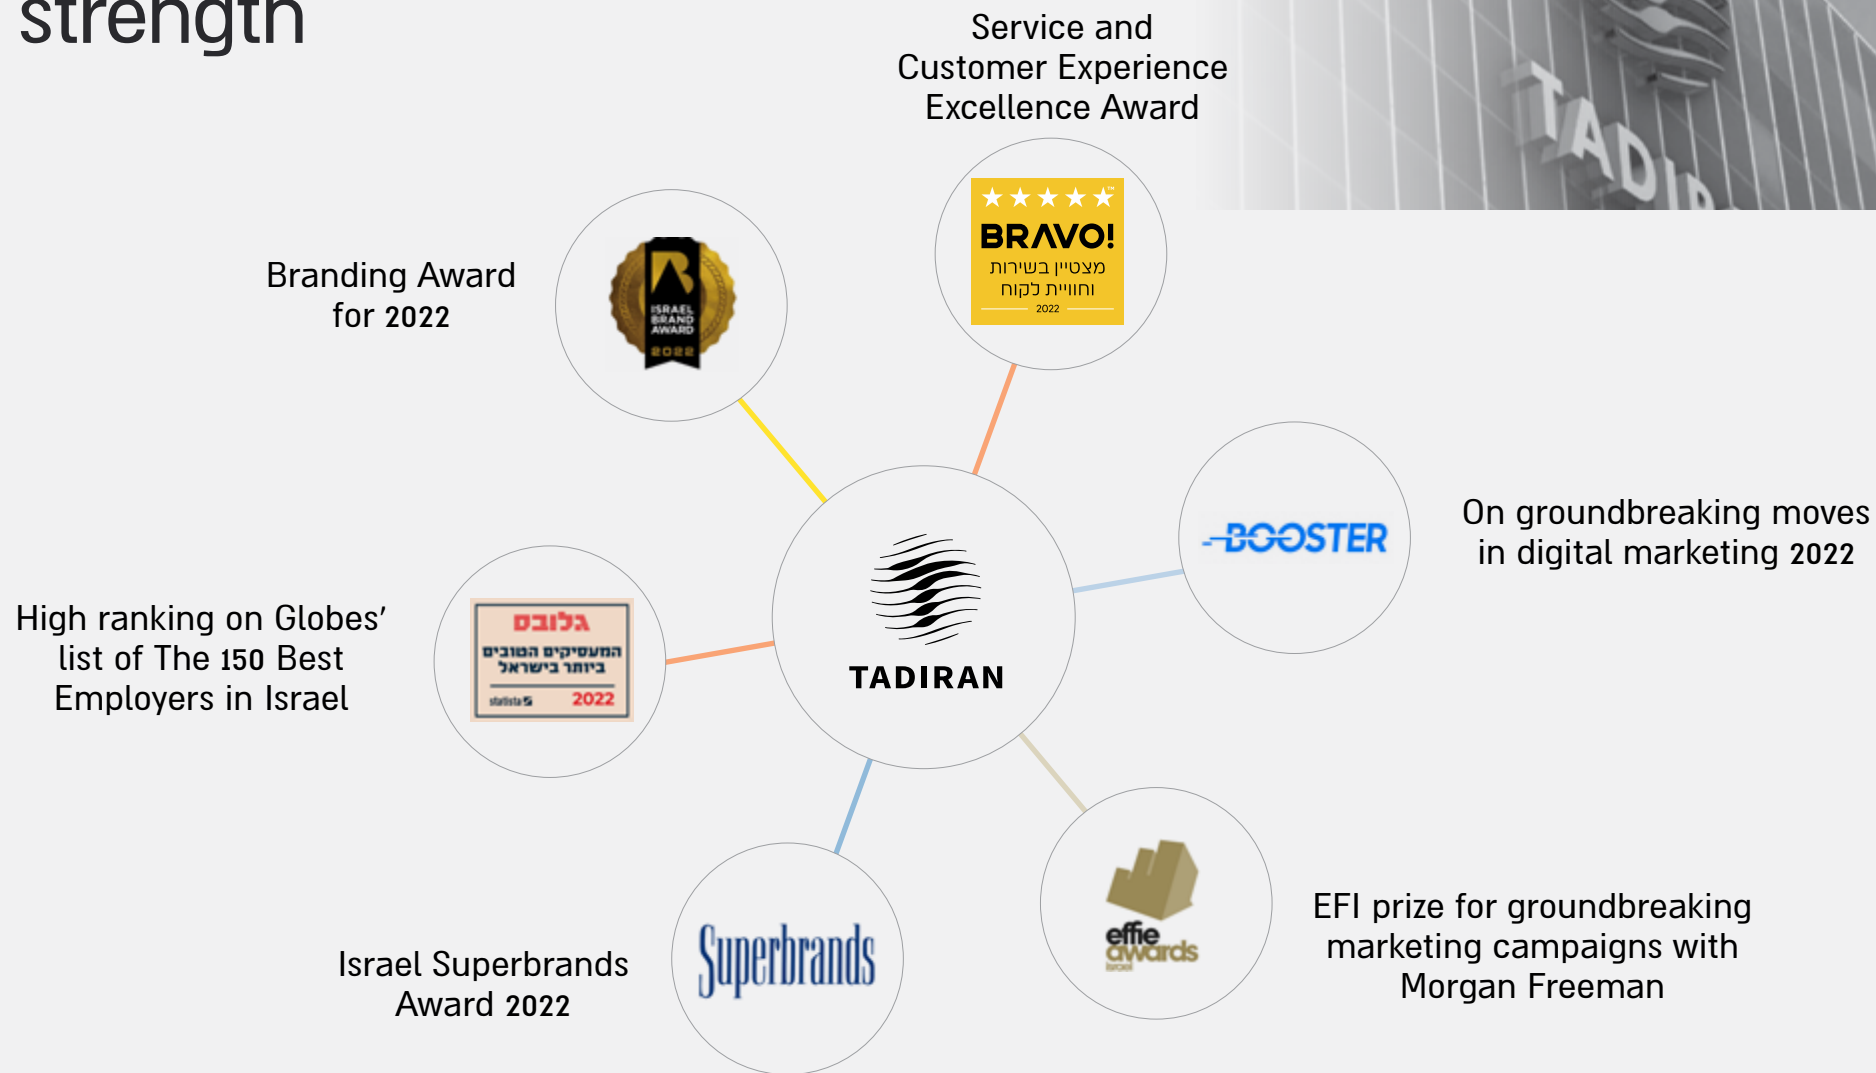 strength
Service and
Customer Experience
Excellence Award
TADIR
BRAVO!
מצטיין בשירות
וחוויית לקוח
2022
Branding Award
for 2022
ISRAEL
BRAND
AWARD
2022
BOOSTER
On groundbreaking moves
in digital marketing 2022
High ranking on Globes’
list of The 150 Best
Employers in Israel
גלובס
המעסיקים הטובים
ביותר בישראל
statista 2022
TADIRAN
Israel Superbrands
Award 2022
Superbrands
effie
awards
israel
EFI prize for groundbreaking
marketing campaigns with
Morgan Freeman